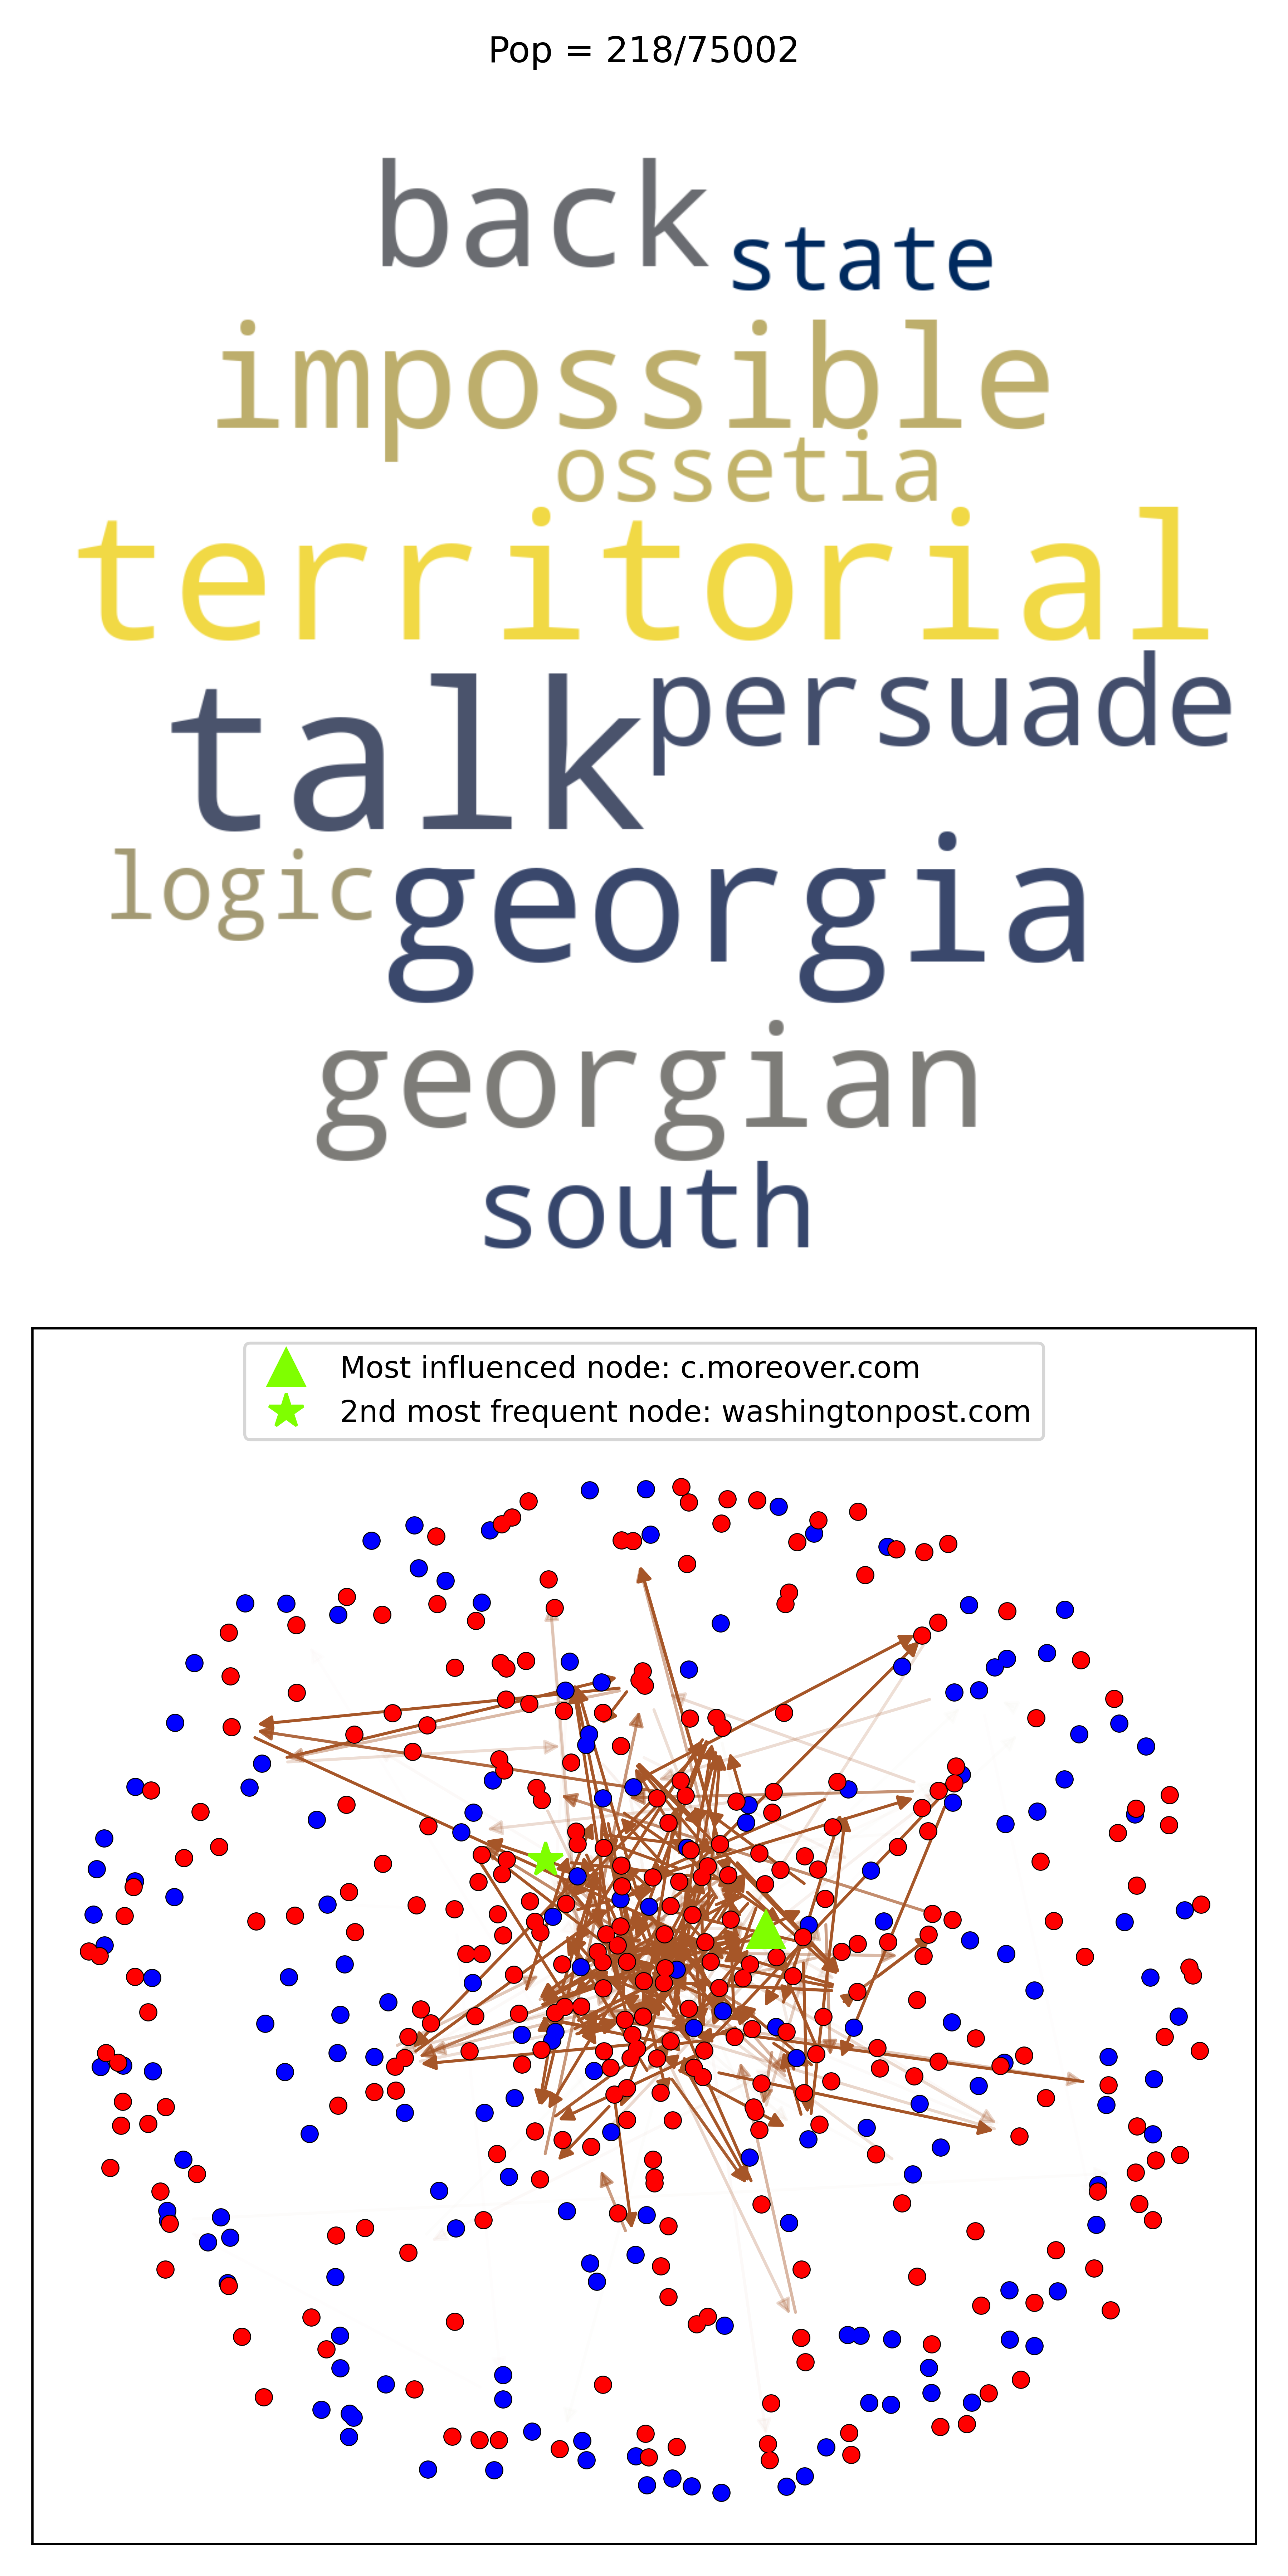 Pop = 218/75002
back
state
impossible
ossetia
territorial
persuade
talk
logic
georgia
georgian
south
Most influenced node: c.moreover.com
2nd most frequent node: washingtonpost.com